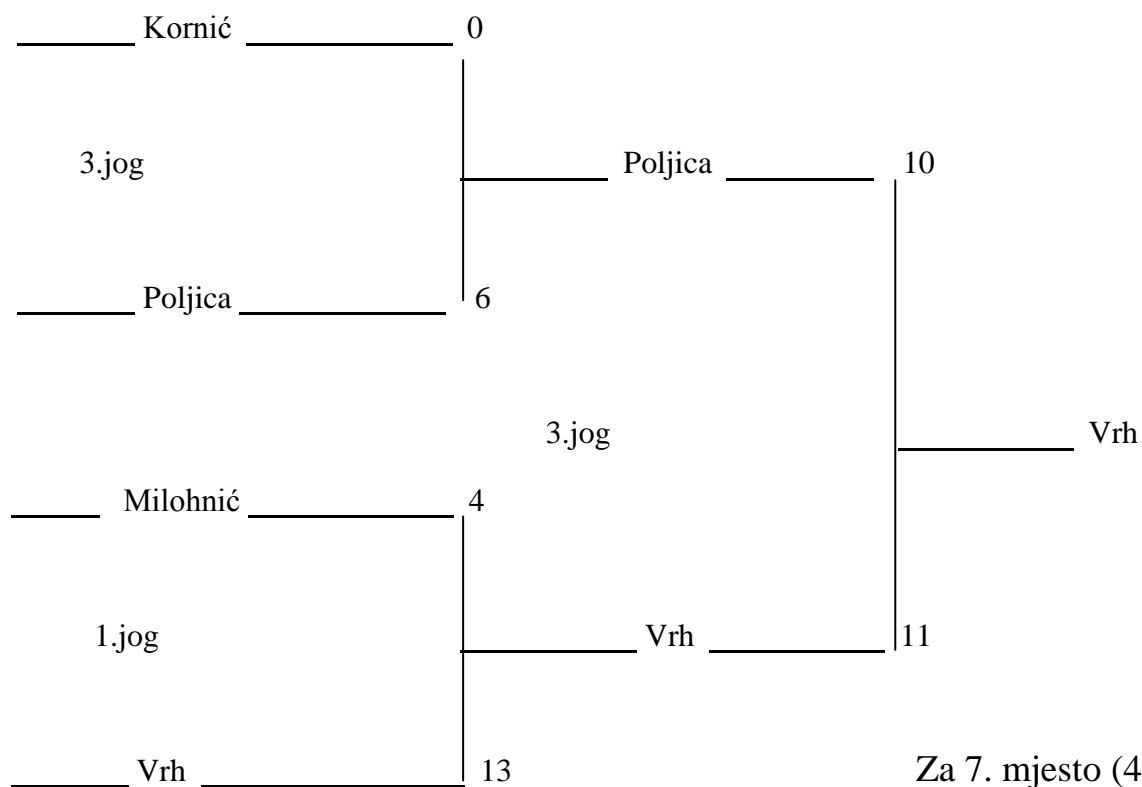 Kornić 0
3.jog Poljica 10
Poljica 6
3.jog Vrh
Milohnić 4
1.jog Vrh 11
Vrh 13 Za 7. mjesto (4